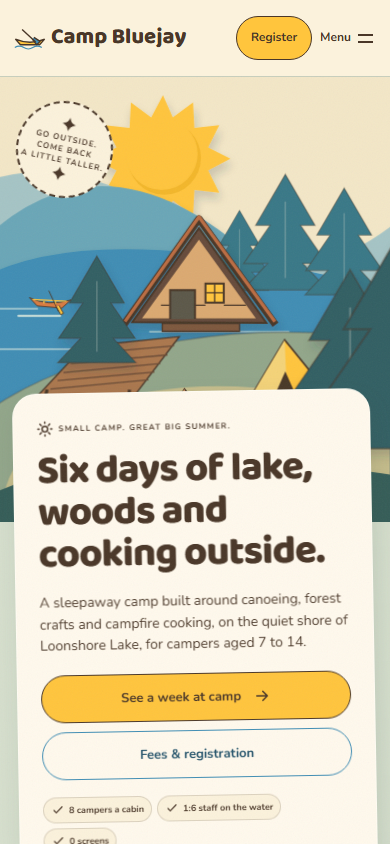 Camp Bluejay
Register
Menu
GO OUTSIDE.
COME BACK
A LITTLE TALLER.
SMALL CAMP. GREAT BIG SUMMER.
Six days of lake,
woods and
cooking outside.
A sleepaway camp built around canoeing, forest
crafts and campfire cooking, on the quiet shore of
Loonshore Lake, for campers aged 7 to 14.
See a week at camp →
Fees & registration
8 campers a cabin
1:6 staff on the water
0 screens